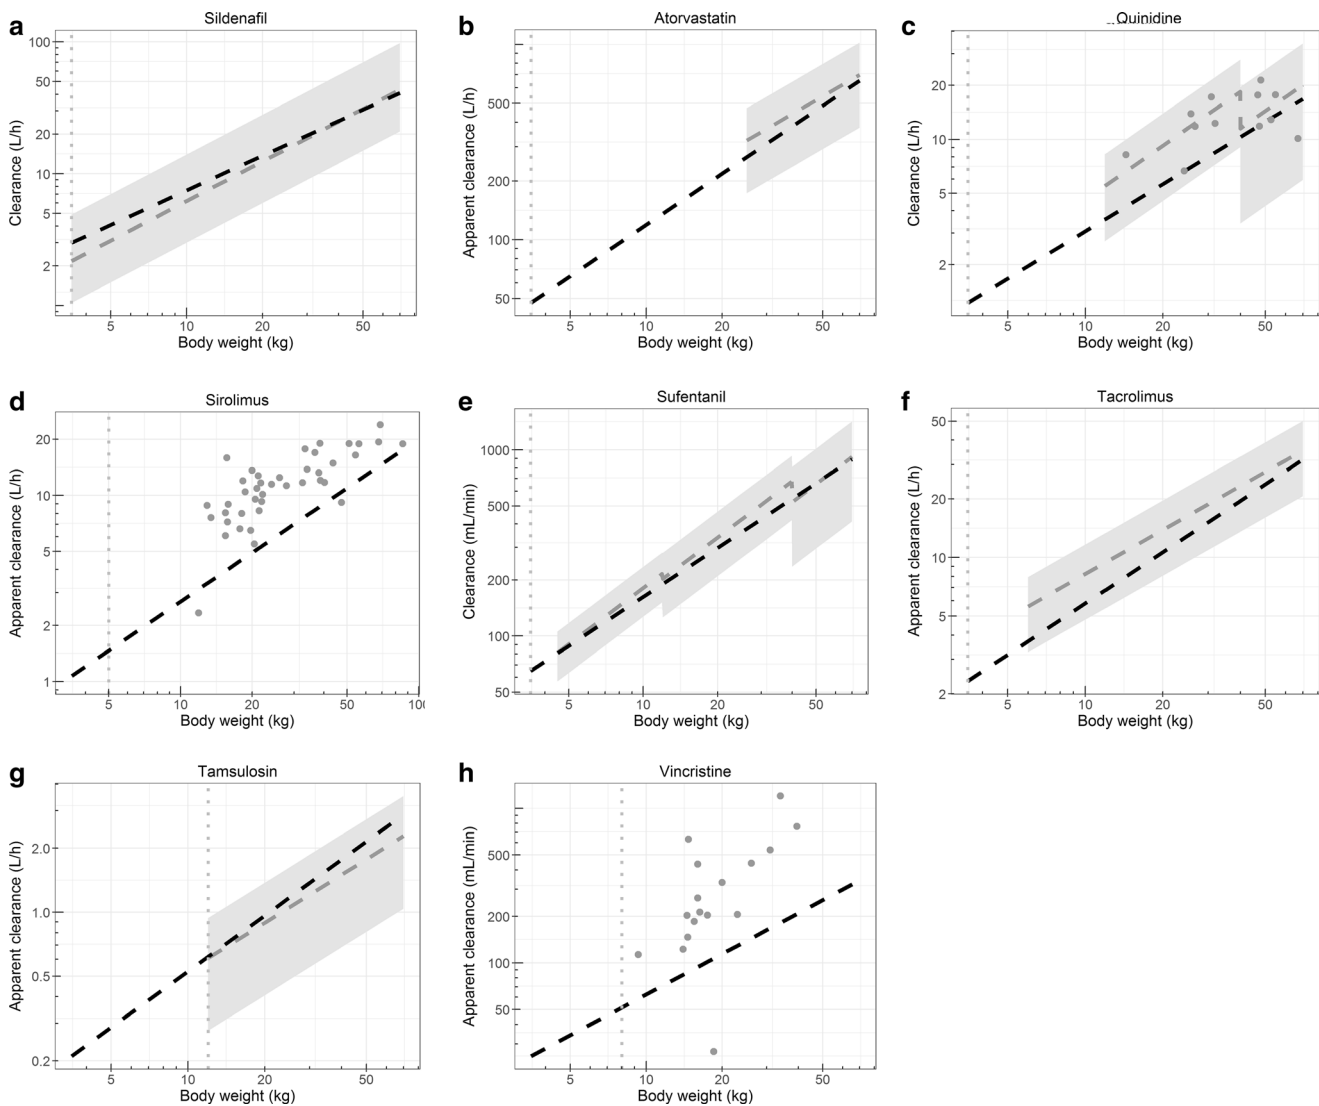 a
Sildenafil
Clearance (L/h)
100
50
20
10
5
2
5 10 20 50
Body weight (kg)
b
Atorvastatin
Apparent clearance (L/h)
500
200
100
50
5 10 20 50
Body weight (kg)
c
Quinidine
Clearance (L/h)
20
10
5
2
5 10 20 50
Body weight (kg)
d
Sirolimus
Apparent clearance (L/h)
20
10
5
2
1
5 10 20 50 10
Body weight (kg)
e
Sufentanil
Clearance (mL/min)
1000
500
200
100
50
5 10 20 50
Body weight (kg)
f
Tacrolimus
Apparent clearance (L/h)
50
20
10
5
2
5 10 20 50
Body weight (kg)
g
Tamsulosin
Apparent clearance (L/h)
2.0
1.0
0.5
0.2
5 10 20 50
Body weight (kg)
h
Vincristine
Apparent clearance (mL/min)
500
200
100
50
5 10 20 50
Body weight (kg)